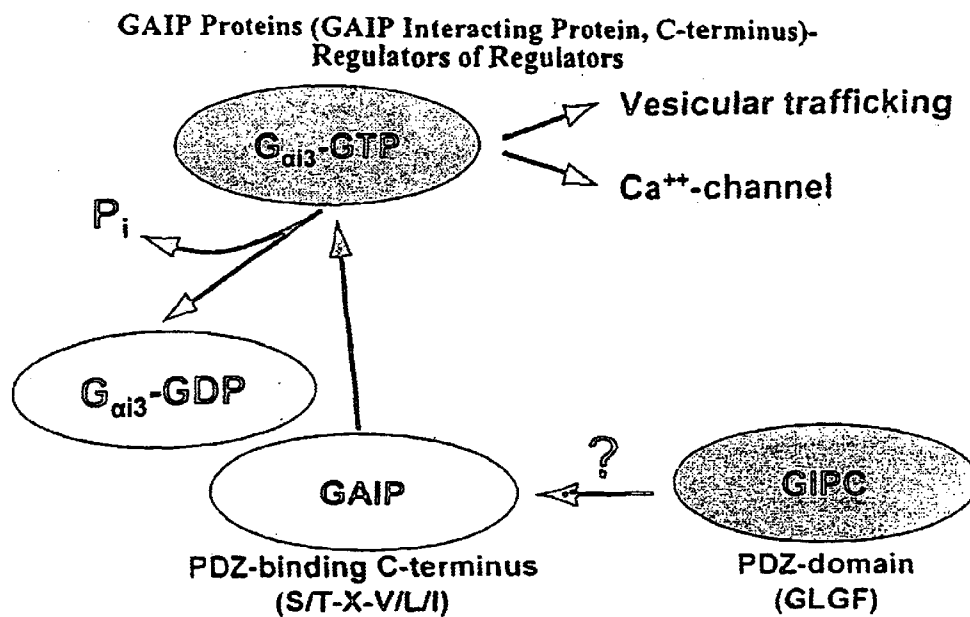 GAIP Proteins (GAIP Interacting Protein, C-terminus)-
Regulators of Regulators
Gαi3-GTP
Vesicular trafficking
Ca++-channel
Pi
Gαi3-GDP
GAIP
?
GIPC
PDZ-binding C-terminus
(S/T-X-V/L/I)
PDZ-domain
(GLGF)